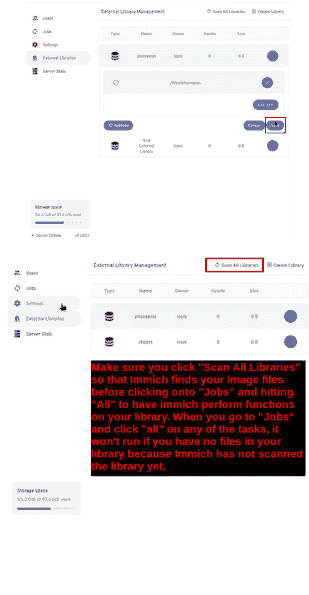 External Library Management
Scan All Libraries
Create Library
Users
Jobs
Settings
External Libraries
Server Stats
Type Name Owner Assets Size
New
External
Library
Storage space
External Library Management
Scan All Libraries
Create Library
Users
Jobs
Settings
External Libraries
Server Stats
Type Name Owner Assets Size
Make sure you click "Scan All Libraries"
so that Immich finds your image files
before clicking onto "Jobs" and hitting
"All" to have immich perform functions
on your library. When you go to "Jobs"
and click "all" on any of the tasks, it
won't run if you have no files in your
library because Immich has not scanned
the library yet.
Storage space